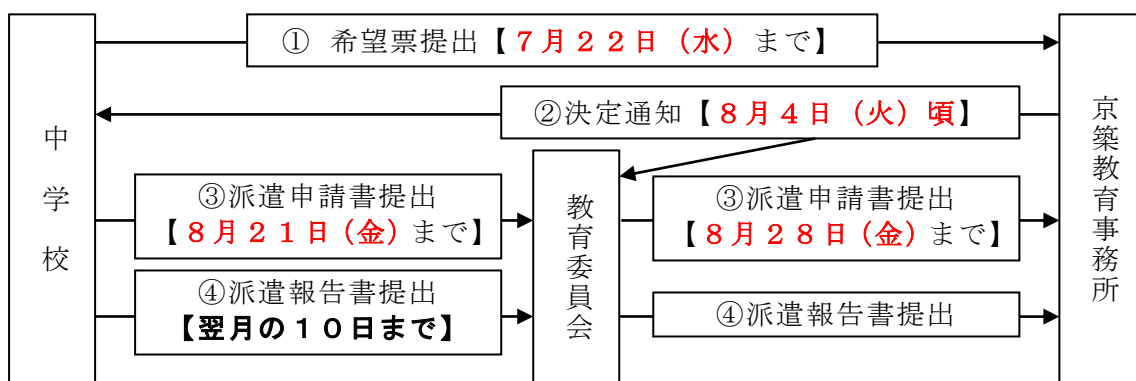 ① 希望票提出【７月２２日（水）まで】
②決定通知【８月４日（火）頃】
中学校
京築教育事務所
教育委員会
③派遣申請書提出
【８月２１日（金）まで】
③派遣申請書提出
【８月２８日（金）まで】
④派遣報告書提出
【翌月の１０日まで】
④派遣報告書提出